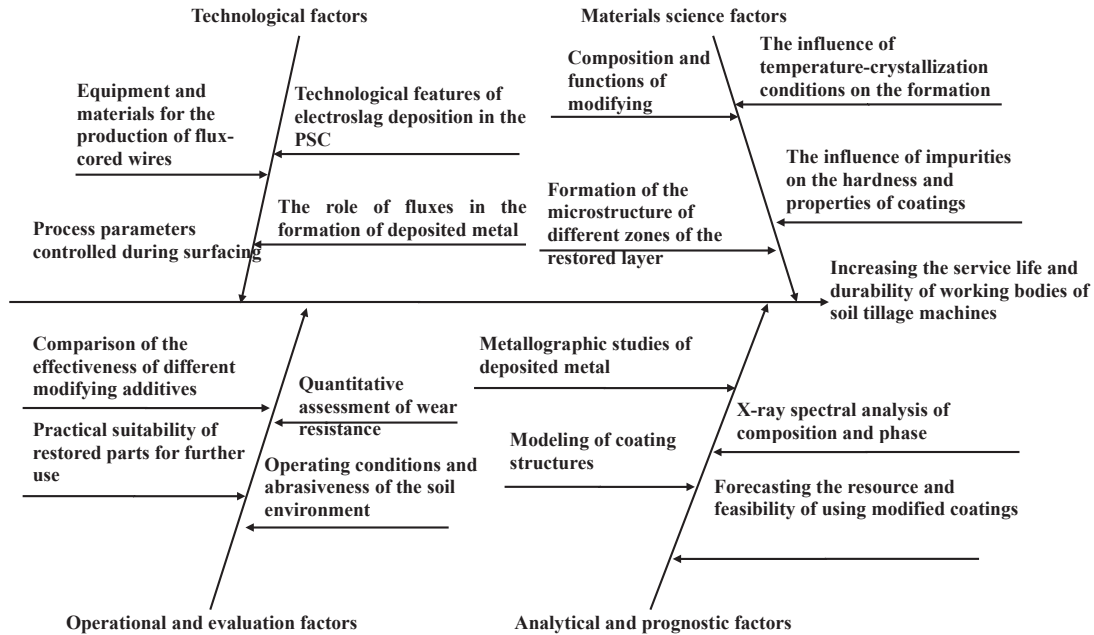 Technological factors
Materials science factors
Equipment and
materials for the
production of flux-
cored wires
Technological features of
electroslag deposition in the
PSC
Process parameters
controlled during surfacing
The role of fluxes in the
formation of deposited metal
Composition and
functions of
modifying
The influence of
temperature-crystallization
conditions on the formation
Formation of the
microstructure of
different zones of the
restored layer
The influence of impurities
on the hardness and
properties of coatings
Increasing the service life and
durability of working bodies of
soil tillage machines
Comparison of the
effectiveness of different
modifying additives
Quantitative
assessment of wear
resistance
Practical suitability of
restored parts for further
use
Operating conditions and
abrasiveness of the soil
environment
Metallographic studies of
deposited metal
X-ray spectral analysis of
composition and phase
Modeling of coating
structures
Forecasting the resource and
feasibility of using modified coatings
Operational and evaluation factors
Analytical and prognostic factors